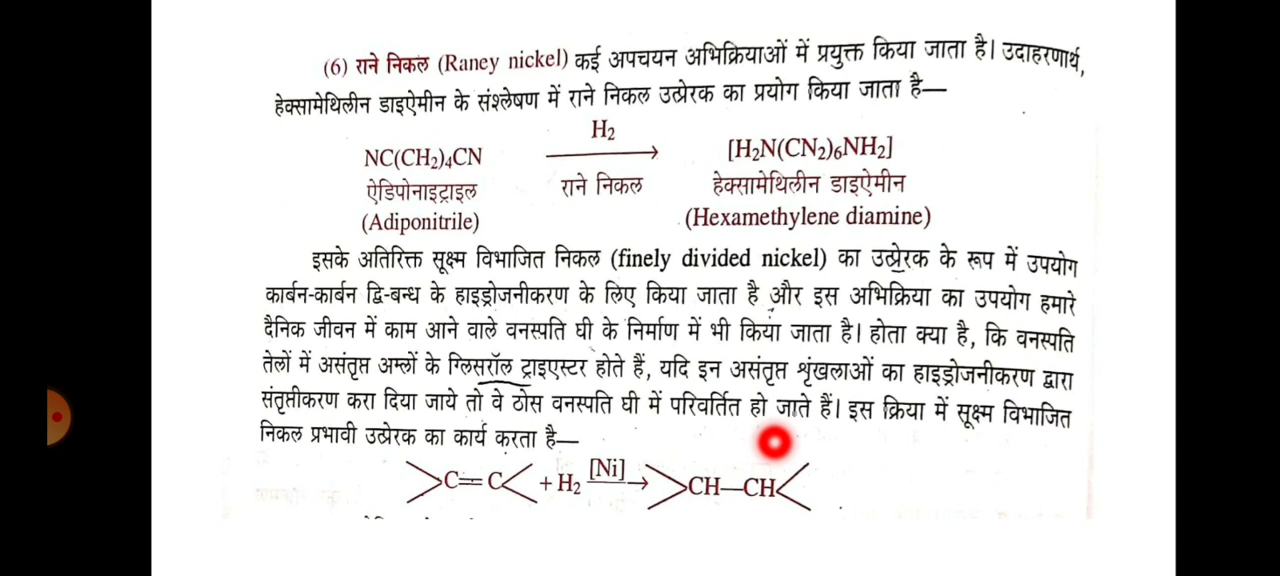 (6) राने निकल (Raney nickel) कई अपचयन अभिक्रियाओं में प्रयुक्त किया जाता है। उदाहरणार्थ,
हेक्सामेथिलीन डाइऐमीन के संश्लेषण में राने निकल उत्प्रेरक का प्रयोग किया जाता है—
NC(CH₂)₄CN H₂ [H₂N(CN₂)₆NH₂]
ऐडिपोनाइट्राइल राने निकल हेक्सामेथिलीन डाइऐमीन
(Adiponitrile) (Hexamethylene diamine)
इसके अतिरिक्त सूक्ष्म विभाजित निकल (finely divided nickel) का उत्प्रेरक के रूप में उपयोग
कार्बन-कार्बन द्वि-बन्ध के हाइड्रोजनीकरण के लिए किया जाता है और इस अभिक्रिया का उपयोग हमारे
दैनिक जीवन में काम आने वाले वनस्पति घी के निर्माण में भी किया जाता है। होता क्या है, कि वनस्पति
तेलों में असंतृप्त अम्लों के ग्लिसरॉल ट्राइएस्टर होते हैं, यदि इन असंतृप्त शृंखलाओं का हाइड्रोजनीकरण द्वारा
संतृप्तीकरण करा दिया जाये तो वे ठोस वनस्पति घी में परिवर्तित हो जाते हैं। इस क्रिया में सूक्ष्म विभाजित
निकल प्रभावी उत्प्रेरक का कार्य करता है—
>C=C< + H₂ [Ni]→ >CH—CH<